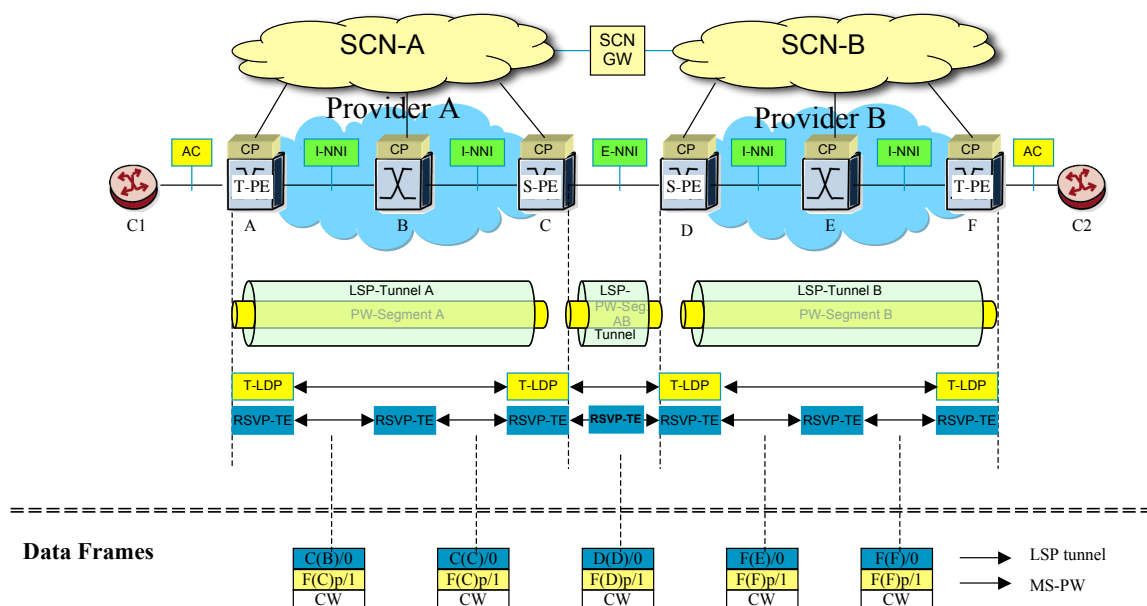 SCN-A
SCN
GW
SCN-B
Provider A
Provider B
AC
CP
I-NNI
CP
I-NNI
CP
E-NNI
CP
I-NNI
CP
I-NNI
CP
AC
T-PE
S-PE
S-PE
T-PE
C1
A
B
C
D
E
F
C2
LSP-Tunnel A
PW-Segment A
LSP-
PW-Seg.
AB
Tunnel
LSP-Tunnel B
PW-Segment B
T-LDP
T-LDP
T-LDP
T-LDP
RSVP-TE
RSVP-TE
RSVP-TE
RSVP-TE
RSVP-TE
RSVP-TE
RSVP-TE
Data Frames
C(B)/0
F(C)p/1
CW
C(C)/0
F(C)p/1
CW
D(D)/0
F(D)p/1
CW
F(E)/0
F(F)p/1
CW
F(F)/0
F(F)p/1
CW
LSP tunnel
MS-PW